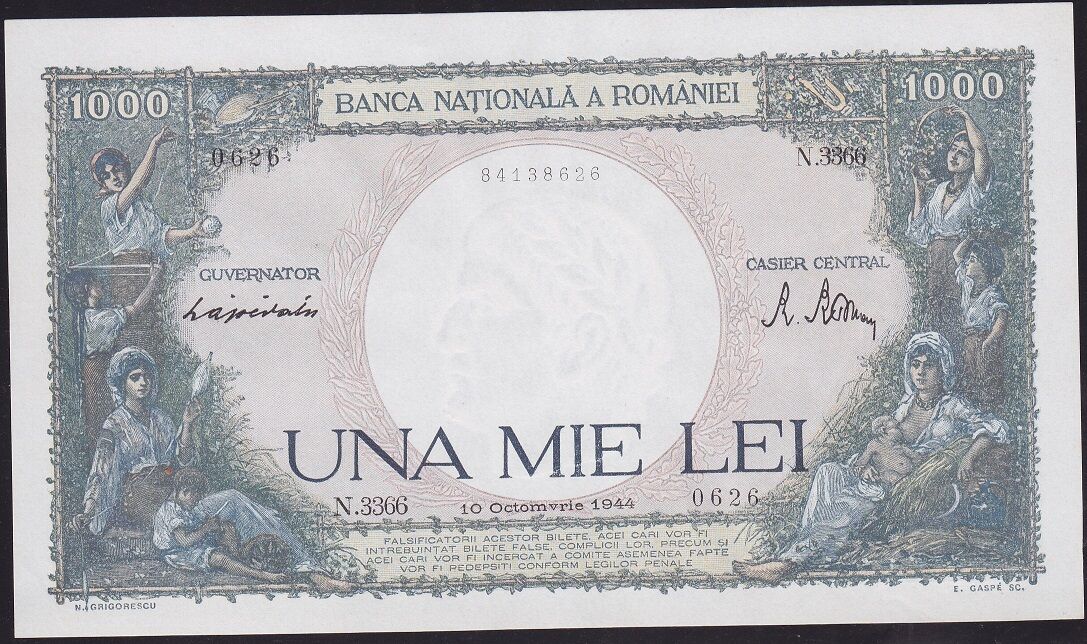 1000
BANCA NAȚIONALĂ A ROMÂNIEI
1000
0626
N.3366
84138626
GUVERNATOR
CASIER CENTRAL
UNA MIE LEI
N.3366
10 Octomvrie 1944
0626
FALSIFICATORII ACESTOR BILETE, ACEI CARI VOR FI
INTREBUINȚAT BILETE FALSE, COMPLICII LOR, PRECUM ȘI
ACEI CARI VOR FI INCERCAT A COMITE ASEMENEA FAPTE
VOR FI PEDEPSITI CONFORM LEGILOR PENALE
N. GRIGORESCU
E. GASPÉ SC.